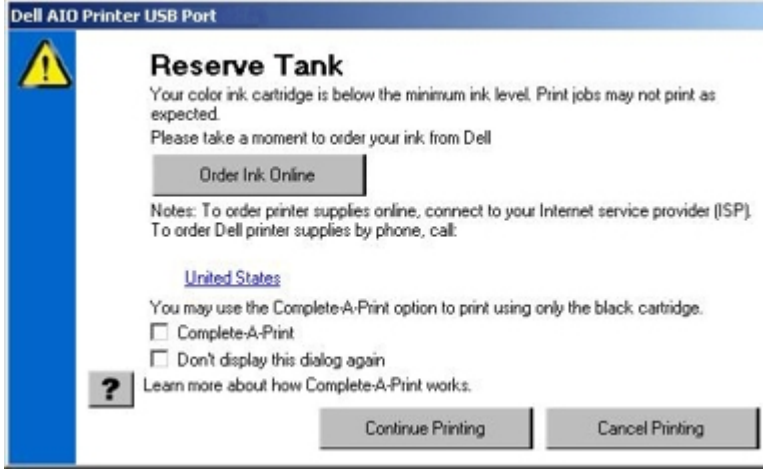 Dell AIO Printer USB Port
Reserve Tank
Your color ink cartridge is below the minimum ink level. Print jobs may not print as
expected.
Please take a moment to order your ink from Dell
Order Ink Online
Notes: To order printer supplies online, connect to your Internet service provider (ISP).
To order Dell printer supplies by phone, call:
United States
You may use the Complete-A-Print option to print using only the black cartridge.
Complete-A-Print
Don't display this dialog again
? Learn more about how Complete-A-Print works.
Continue Printing Cancel Printing